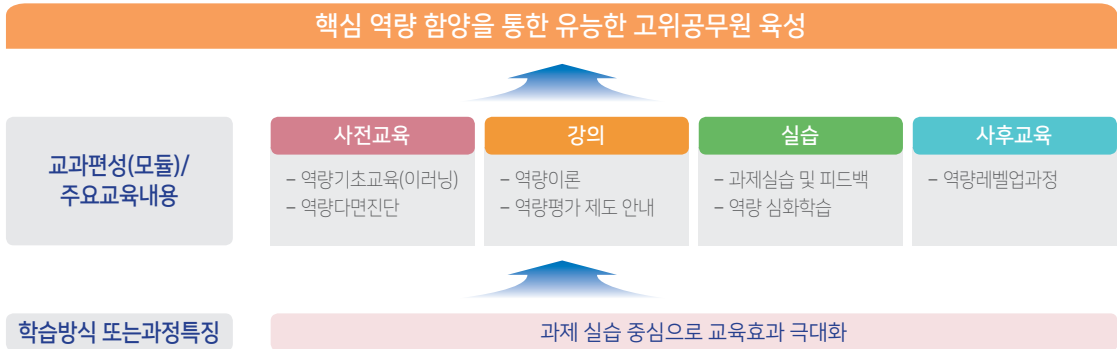 핵심 역량 함양을 통한 유능한 고위공무원 육성
교과편성(모듈)/
주요교육내용
사전교육
– 역량기초교육(이러닝)
– 역량다면진단
강의
– 역량이론
– 역량평가 제도 안내
실습
– 과제실습 및 피드백
– 역량 심화학습
사후교육
– 역량레벨업과정
학습방식 또는과정특징
과제 실습 중심으로 교육효과 극대화